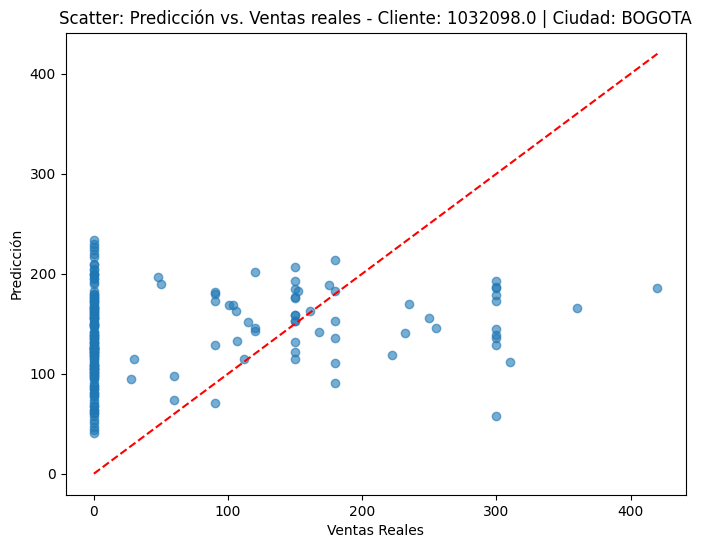 Scatter: Predicción vs. Ventas reales - Cliente: 1032098.0 | Ciudad: BOGOTA
400
300
200
100
0
Predicción
0 100 200 300 400
Ventas Reales